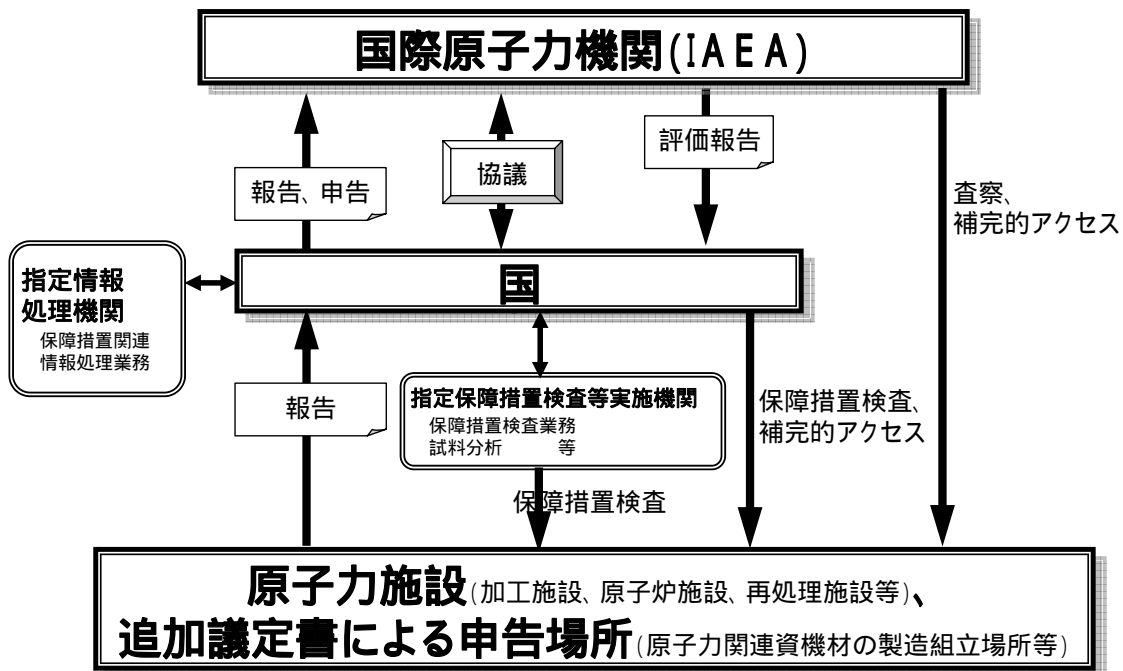 国際原子力機関(IAEA)
評価報告
協議
報告、申告
査察、
補完的アクセス
指定情報
処理機関
保障措置関連
情報処理業務
国
報告
指定保障措置検査等実施機関
保障措置検査業務
試料分析　　等
保障措置検査、
補完的アクセス
保障措置検査
原子力施設(加工施設、原子炉施設、再処理施設等)、
追加議定書による申告場所(原子力関連資機材の製造組立場所等)